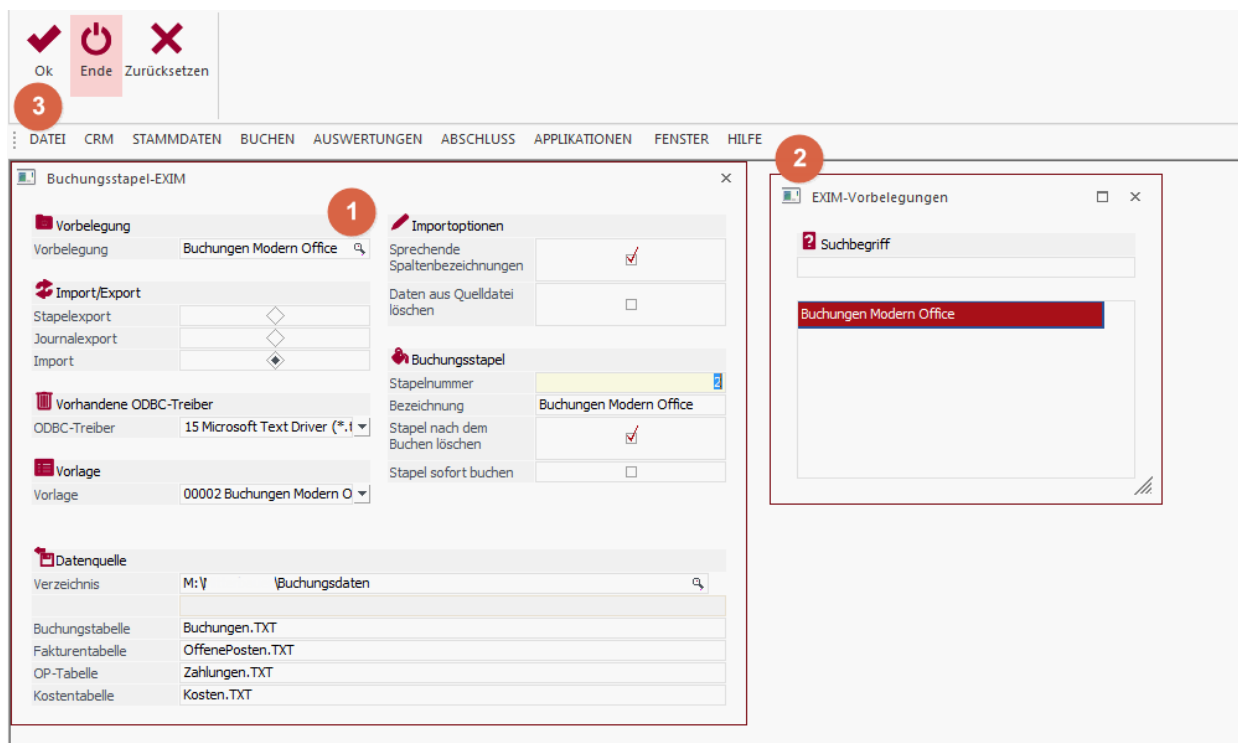 Ok Ende Zurücksetzen
3
DATEI CRM STAMMDATEN BUCHEN AUSWERTUNGEN ABSCHLUSS APPLIKATIONEN FENSTER HILFE
Buchungsstapel-EXIM
1
Vorbelegung
Vorbelegung Buchungen Modern Office
Import/Export
Stapelexport
Journalexport
Import
Vorhandene ODBC-Treiber
ODBC-Treiber 15 Microsoft Text Driver (*.t
Vorlage
Vorlage 00002 Buchungen Modern O
Importoptionen
Sprechende
Spaltenbezeichnungen
Daten aus Quelldatei
löschen
Buchungsstapel
Stapelnummer 2
Bezeichnung Buchungen Modern Office
Stapel nach dem
Buchen löschen
Stapel sofort buchen
Datenquelle
Verzeichnis M:\ \Buchungsdaten
Buchungstabelle Buchungen.TXT
Fakturentabelle OffenePosten.TXT
OP-Tabelle Zahlungen.TXT
Kostentabelle Kosten.TXT
2
EXIM-Vorbelegungen
Suchbegriff
Buchungen Modern Office